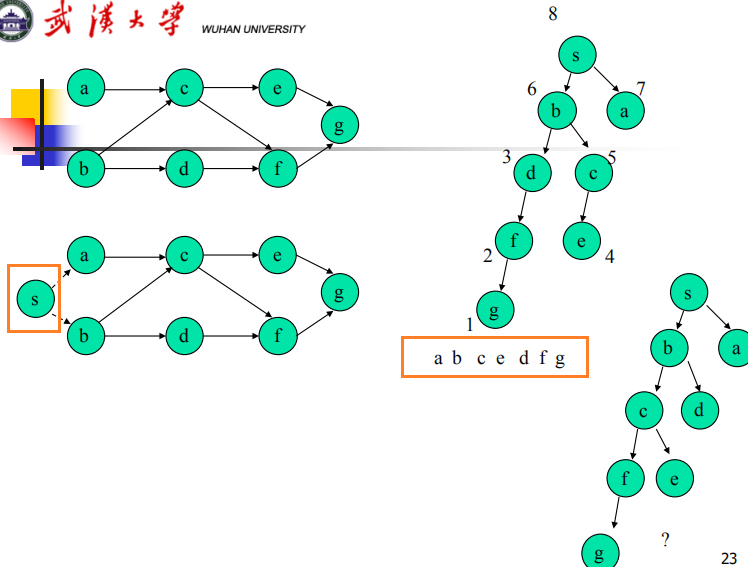 武漢大學 WUHAN UNIVERSITY
a c e
g
b d f
a c e
s g
b d f
8
s
6 7
b a
3 5
d c
f e
2 4
g
1
a b c e d f g
s
b a
c d
f e
g ?
23